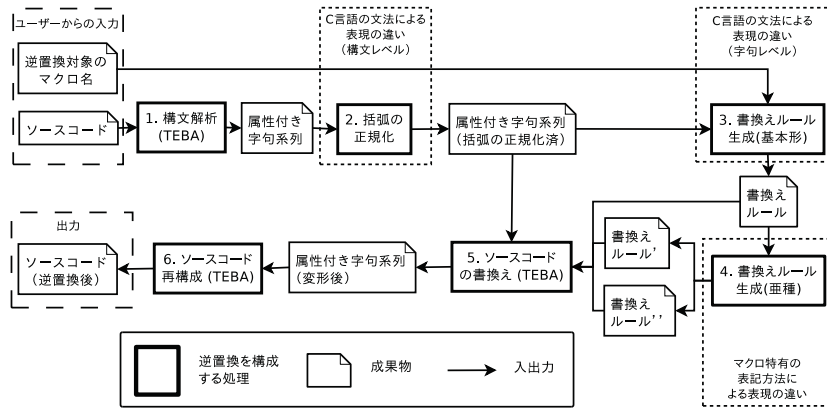 ユーザーからの入力
逆置換対象の
マクロ名
ソースコード
1. 構文解析
(TEBA)
属性付き
字句系列
C言語の文法による
表現の違い
（構文レベル）
2. 括弧の
正規化
属性付き字句系列
（括弧の正規化済）
C言語の文法による
表現の違い
（字句レベル）
3. 書換えルール
生成(基本形)
書換え
ルール
4. 書換えルール
生成(亜種)
マクロ特有の
表記方法に
よる表現の違い
書換え
ルール'
書換え
ルール''
5. ソースコード
の書換え (TEBA)
属性付き字句系列
（変形後）
6. ソースコード
再構成 (TEBA)
出力
ソースコード
（逆置換後）
逆置換を構成
する処理
成果物
入出力